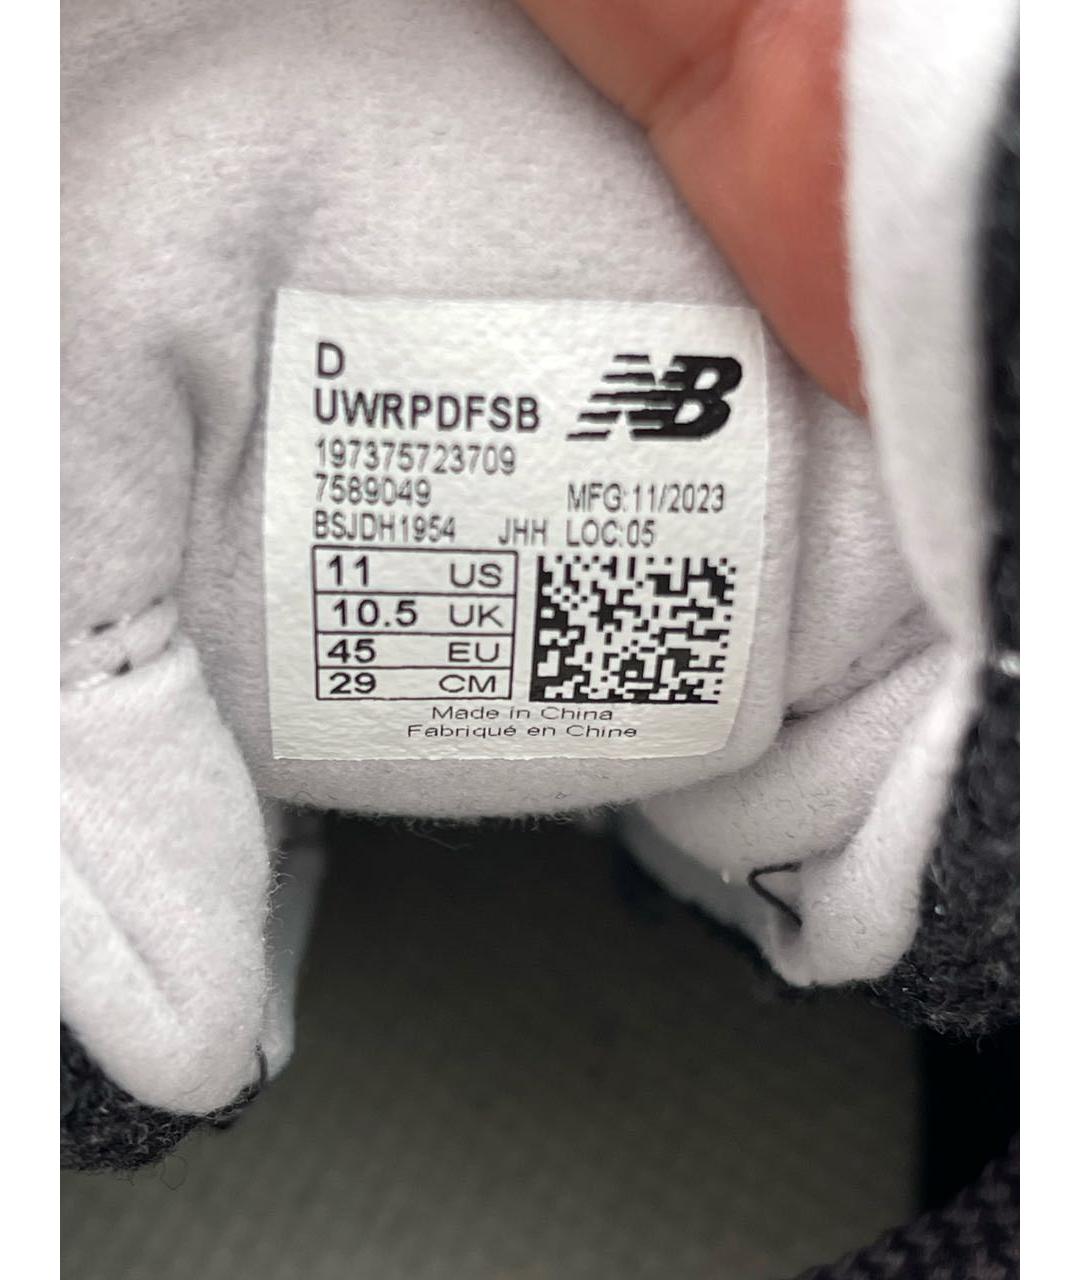 D
UWRPDFSB
NB
197375723709
7589049 MFG:11/2023
BSJDH1954 JHH LOC:05
11 US
10.5 UK
45 EU
29 CM
Made in China
Fabriqué en Chine